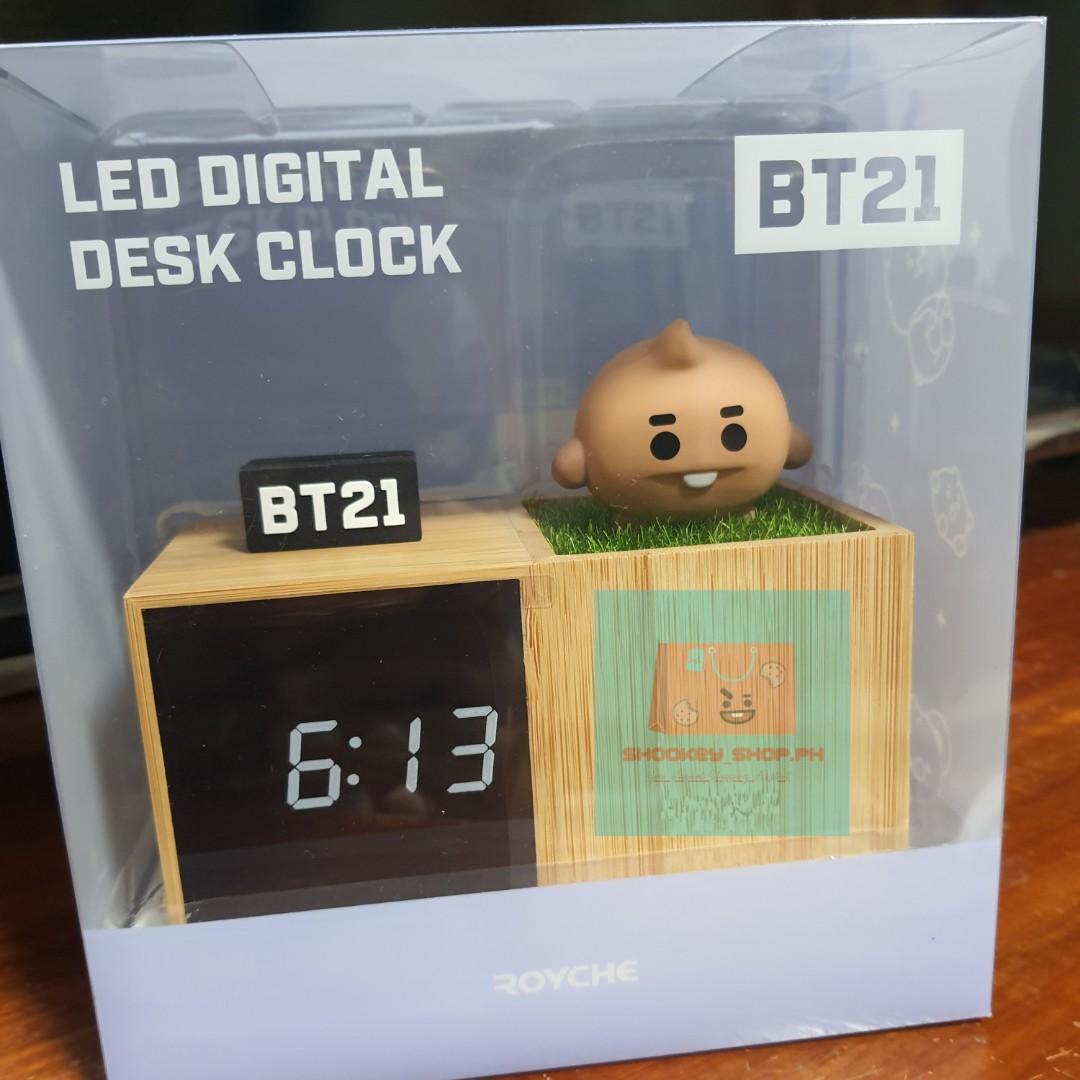 LED DIGITAL
DESK CLOCK
BT21
BT21
6:13
SHOOKEY_SHOP.PH
ROYCHE